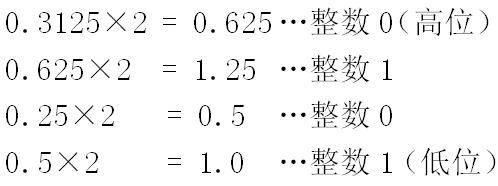 0.3125×2 = 0.625…整数0(高位)
0.625×2 = 1.25 …整数1
0.25×2 = 0.5 …整数0
0.5×2 = 1.0 …整数1(低位)